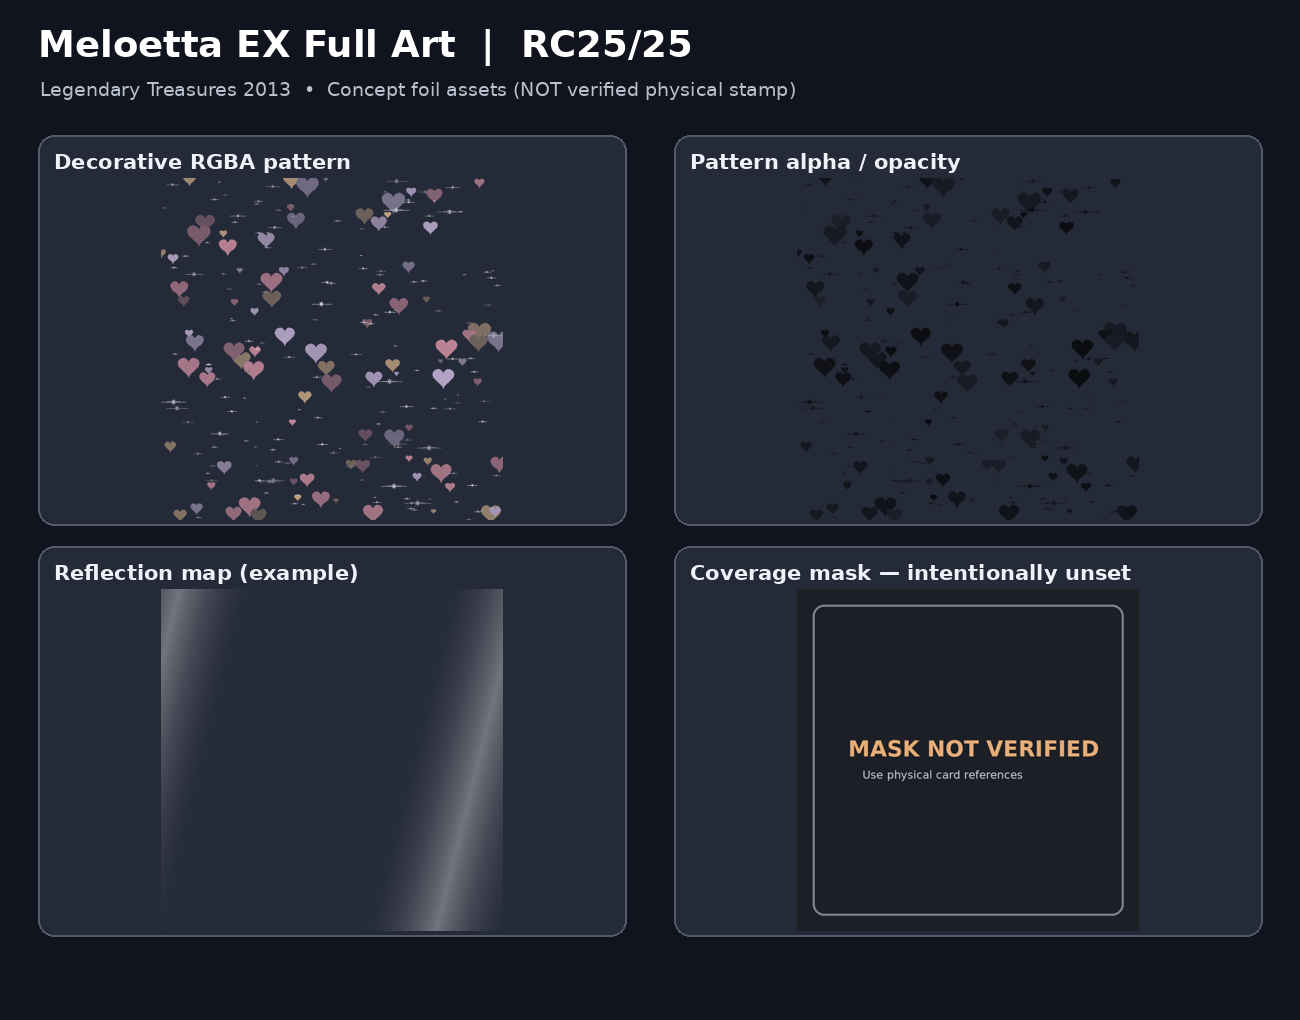 Meloetta EX Full Art | RC25/25
Legendary Treasures 2013 • Concept foil assets (NOT verified physical stamp)
Decorative RGBA pattern
Pattern alpha / opacity
Reflection map (example)
Coverage mask — intentionally unset
MASK NOT VERIFIED
Use physical card references